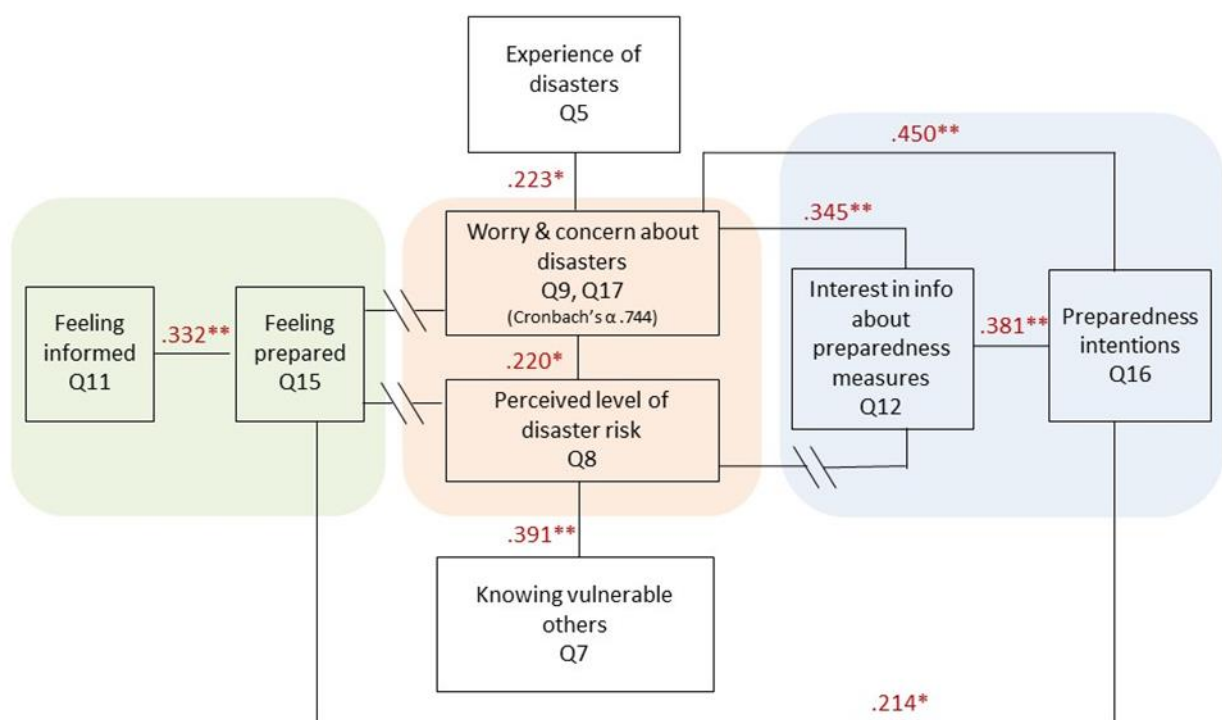 Experience of
disasters
Q5
.450**
.223*
.345**
Worry & concern about
disasters
Q9, Q17
(Cronbach's α .744)
Feeling
informed
Q11
.332**
Feeling
prepared
Q15
Interest in info
about
preparedness
measures
Q12
.381**
Preparedness
intentions
Q16
.220*
Perceived level of
disaster risk
Q8
.391**
Knowing vulnerable
others
Q7
.214*